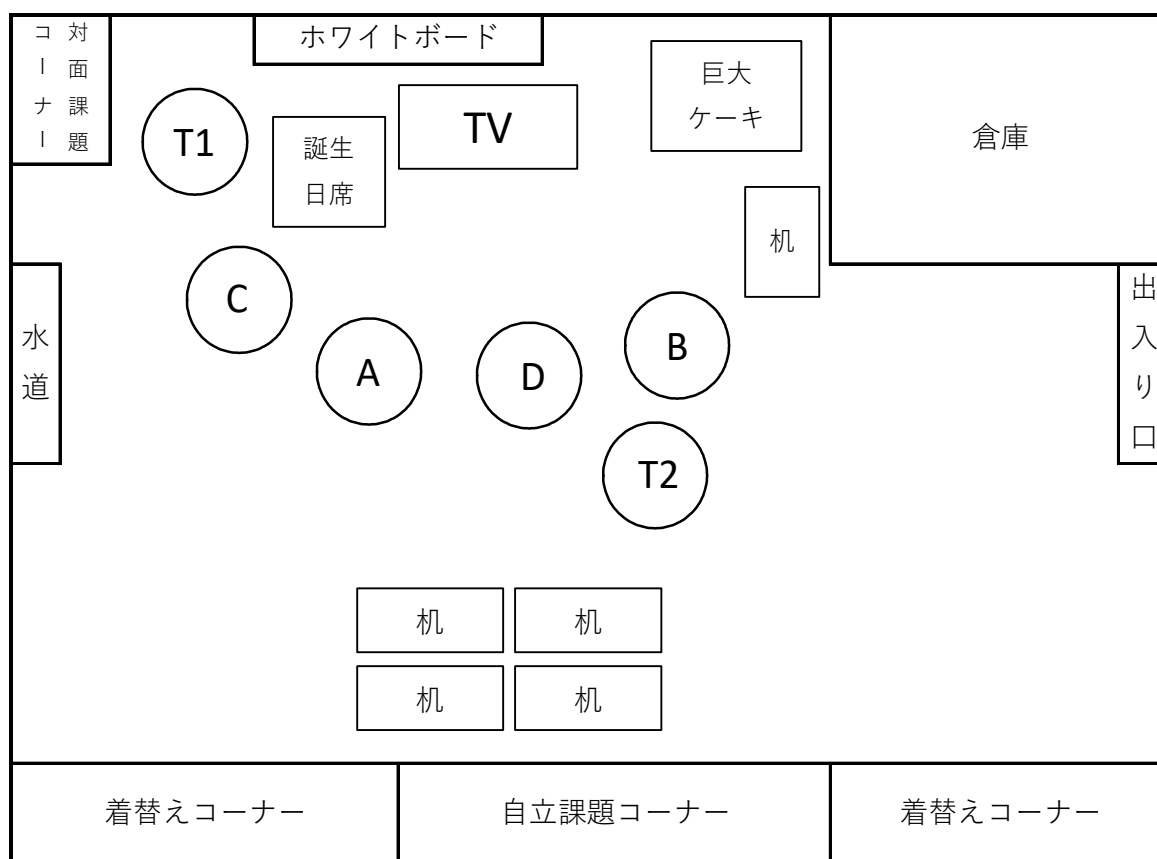 対面課題
コーナー
ホワイトボード
巨大
ケーキ
倉庫
T1
誕生
日席
TV
机
C
A
D
B
T2
水道
出入り口
机
机
机
机
着替えコーナー
自立課題コーナー
着替えコーナー